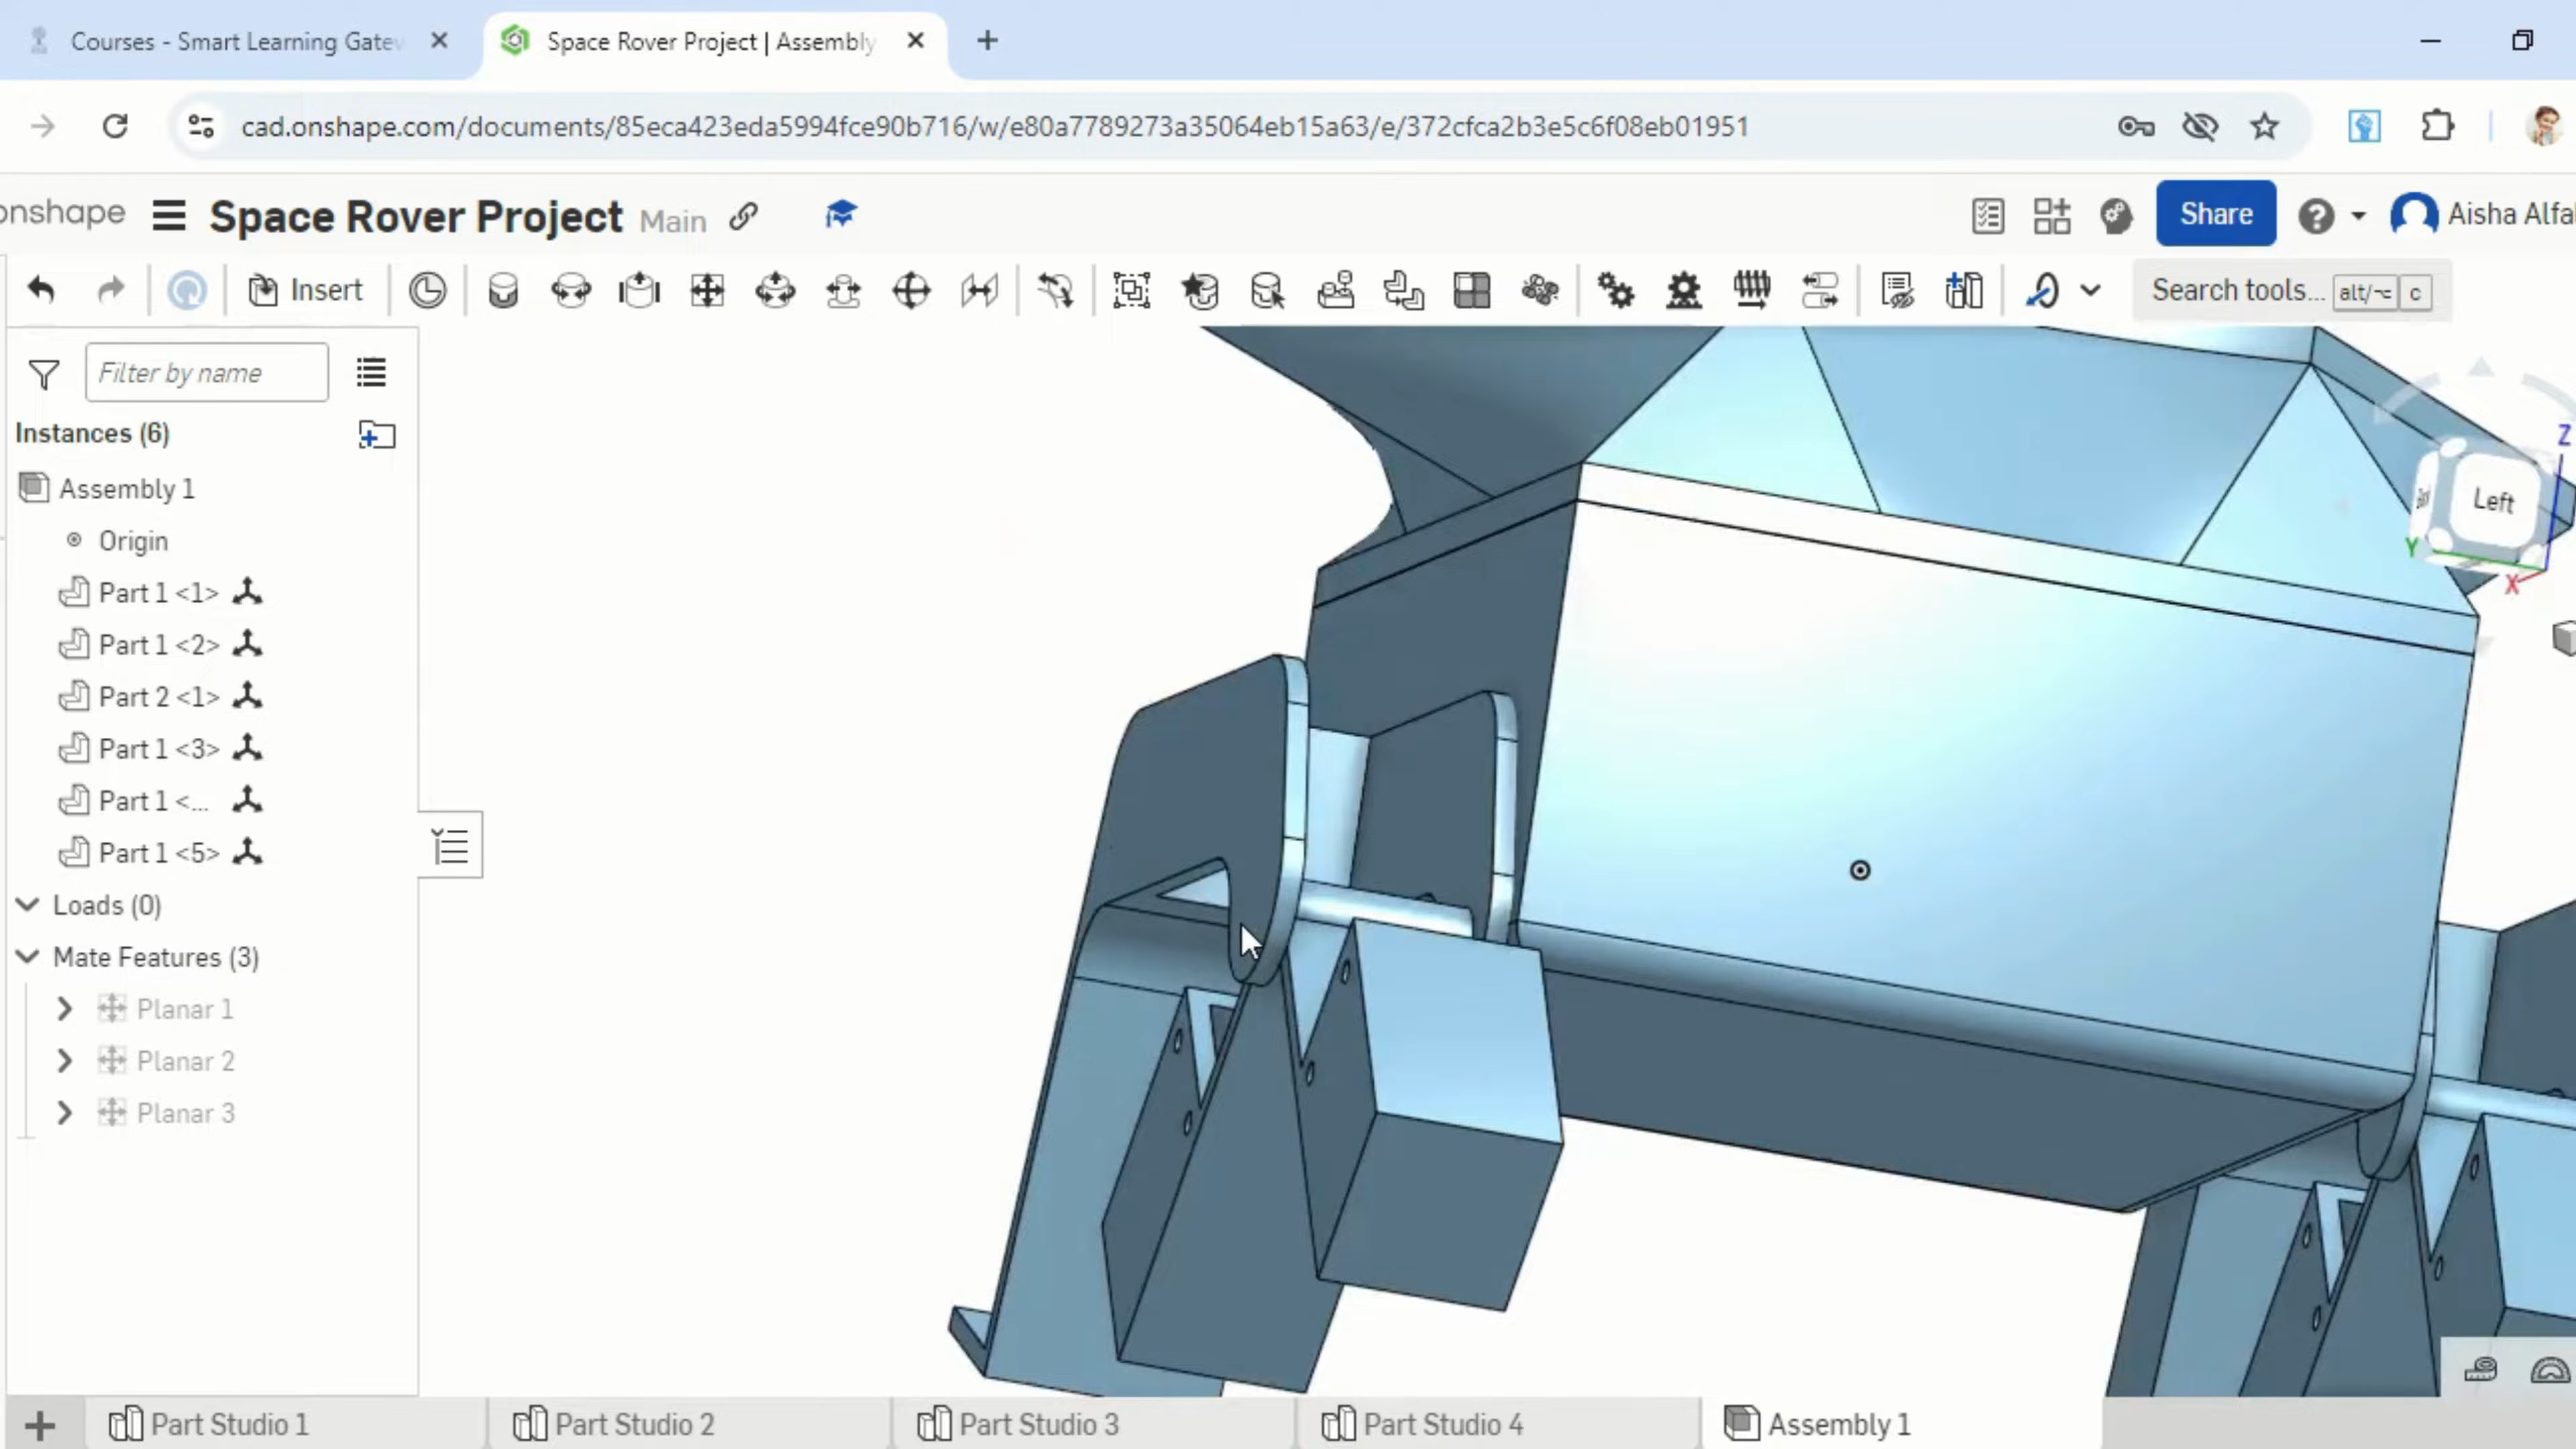 Courses - Smart Learning Gatew
Space Rover Project | Assembly
cad.onshape.com/documents/85eca423eda5994fce90b716/w/e80a7789273a35064eb15a63/e/372cfca2b3e5c6f08eb01951
onshape Space Rover Project Main Share Aisha Alfal
Insert Search tools... alt/⌥ c
Filter by name
Instances (6)
Assembly 1
Origin
Part 1 <1>
Part 1 <2>
Part 2 <1>
Part 1 <3>
Part 1 <...
Part 1 <5>
Loads (0)
Mate Features (3)
Planar 1
Planar 2
Planar 3
Z
Left
Y
X
Part Studio 1 Part Studio 2 Part Studio 3 Part Studio 4 Assembly 1